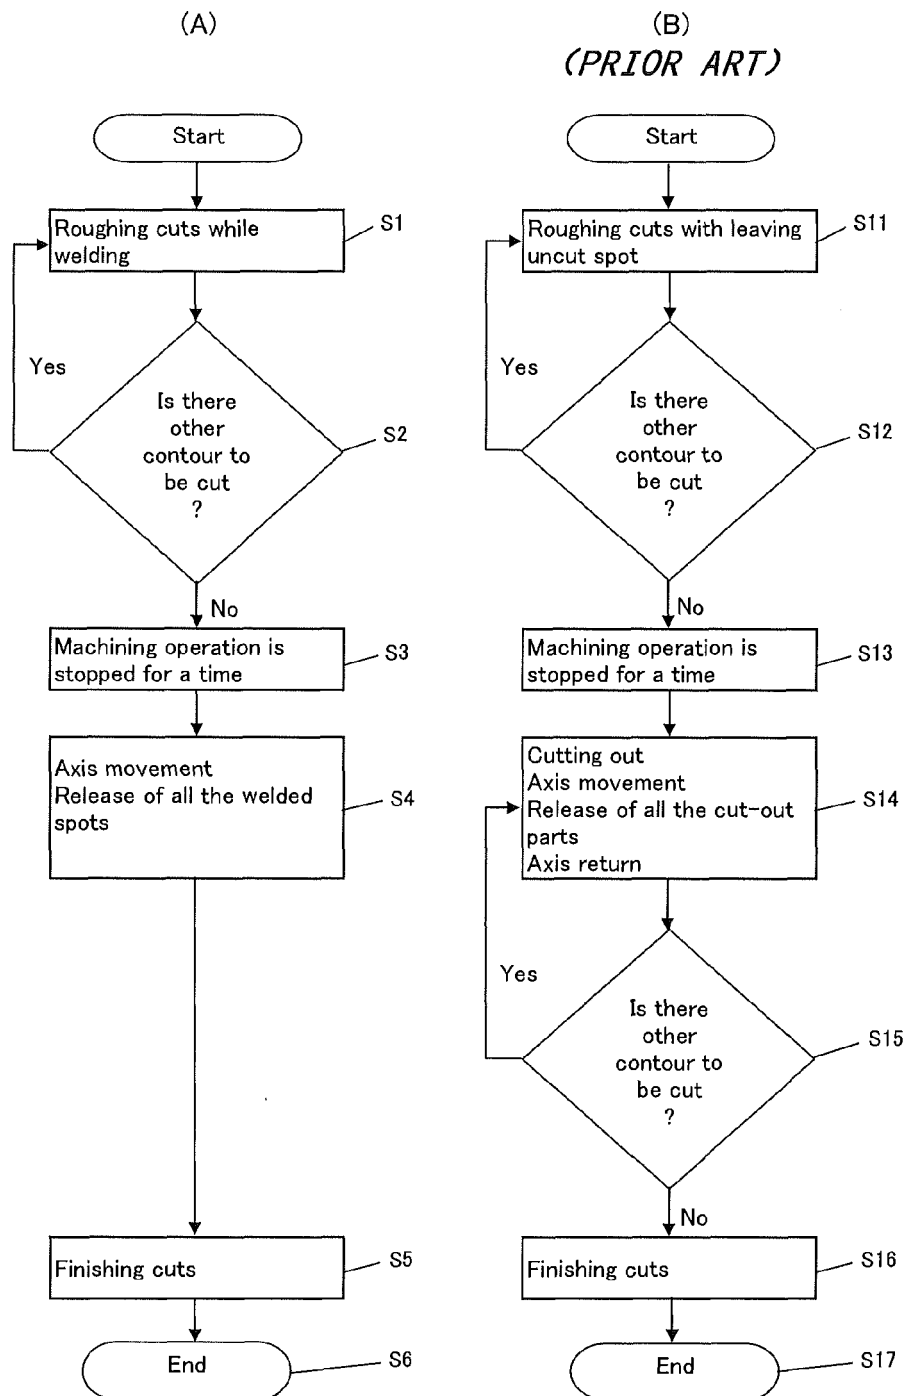 (A)
Start
Roughing cuts while
welding
S1
Yes
Is there
other
contour to
be cut
?
S2
No
Machining operation is
stopped for a time
S3
Axis movement
Release of all the welded
spots
S4
Finishing cuts
S5
End
S6
(B)
(PRIOR ART)
Start
Roughing cuts with leaving
uncut spot
S11
Yes
Is there
other
contour to
be cut
?
S12
No
Machining operation is
stopped for a time
S13
Cutting out
Axis movement
Release of all the cut-out
parts
Axis return
S14
Yes
Is there
other
contour to
be cut
?
S15
No
Finishing cuts
S16
End
S17